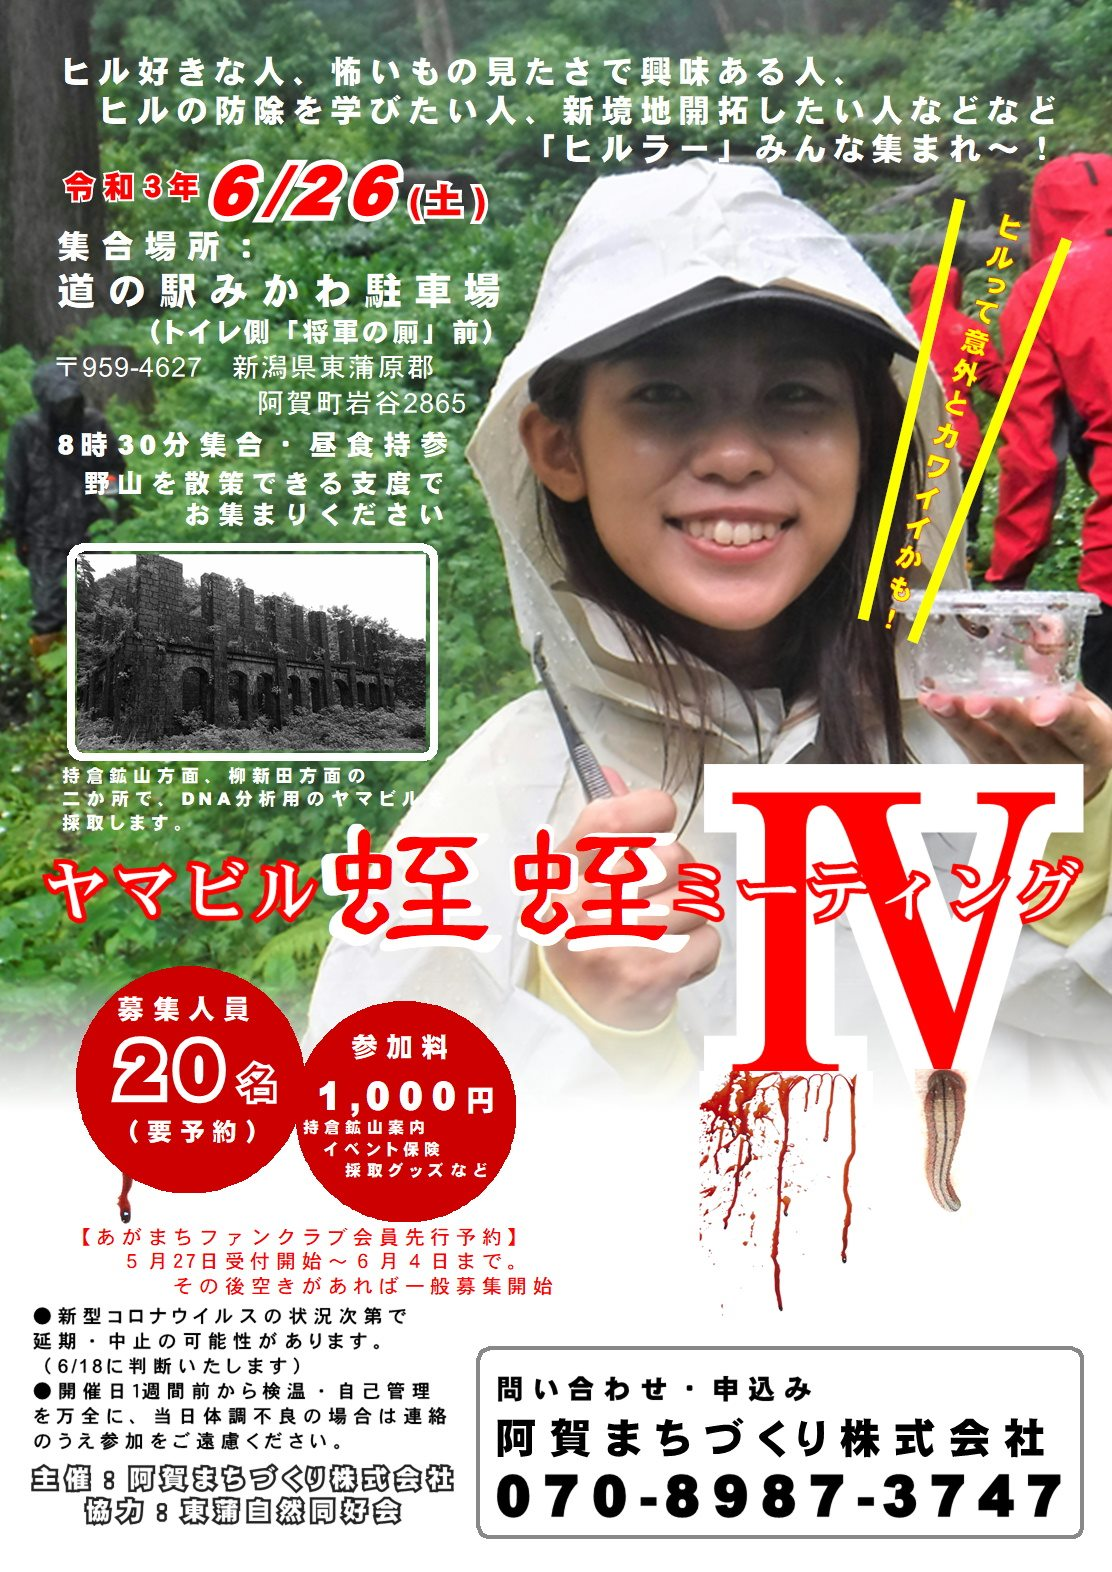 ヒル好きな人、怖いもの見たさで興味ある人、
ヒルの防除を学びたい人、新境地開拓したい人などなど
「ヒルラー」みんな集まれ〜！
令和3年 6/26(土)
集合場所：
道の駅みかわ駐車場
（トイレ側「将軍の厠」前）
〒959-4627 新潟県東蒲原郡
阿賀町岩谷2865
8時30分集合・昼食持参
野山を散策できる支度で
お集まりください
ヒルって意外とカワイイかも！
持倉鉱山方面、柳新田方面の
二か所で、DNA分析用のヤマビルを
採取します。
ヤマビル蛭蛭ミーティング
IV
募集人員
20名
（要予約）
参加料
1,000円
持倉鉱山案内
イベント保険
採取グッズなど
【あがまちファンクラブ会員先行予約】
５月27日受付開始〜６月４日まで。
その後空きがあれば一般募集開始
●新型コロナウイルスの状況次第で
延期・中止の可能性があります。
（6/18に判断いたします）
●開催日1週間前から検温・自己管理
を万全に、当日体調不良の場合は連絡
のうえ参加をご遠慮ください。
主催：阿賀まちづくり株式会社
協力：東蒲自然同好会
問い合わせ・申込み
阿賀まちづくり株式会社
070-8987-3747